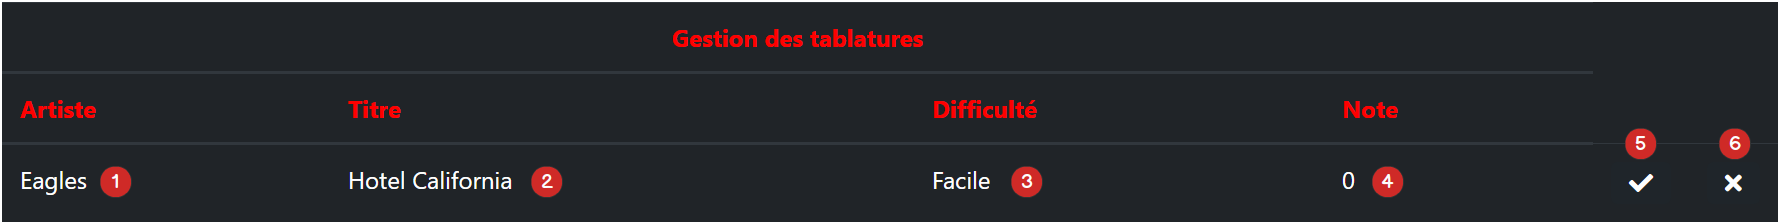 Gestion des tablatures
Artiste Titre Difficulté Note
5 6
Eagles 1 Hotel California 2 Facile 3 0 4